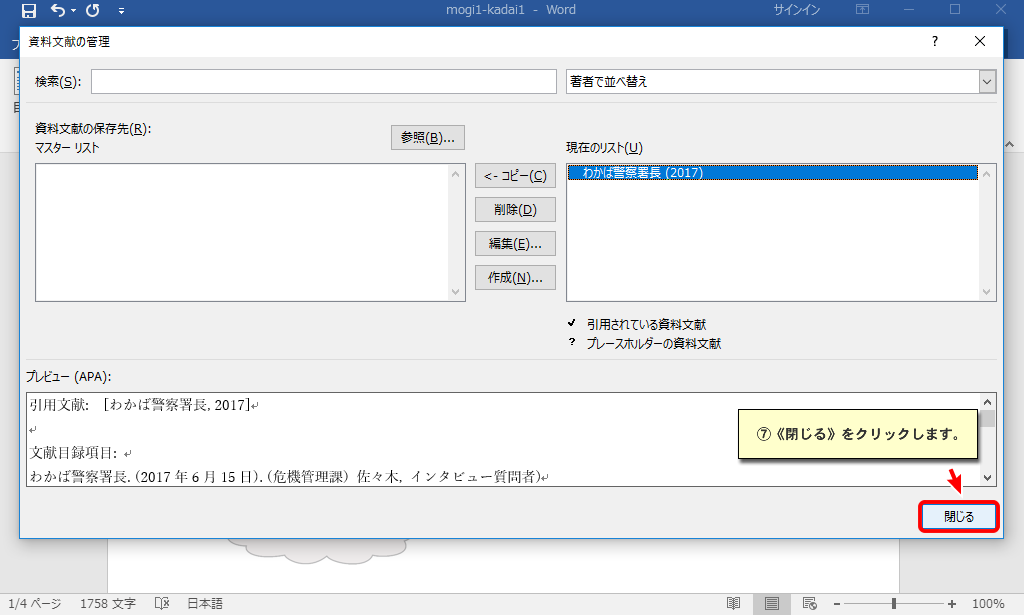 mogi1-kadai1 - Word
サインイン
資料文献の管理
?
検索(S):
著者で並べ替え
資料文献の保存先(R):
マスター リスト
参照(B)...
現在のリスト(U)
わかば警察署長 (2017)
<- コピー(C)
削除(D)
編集(E)...
作成(N)...
✓ 引用されている資料文献
? プレースホルダーの資料文献
プレビュー (APA):
引用文献: [わかば警察署長, 2017]↵
↵
文献目録項目: ↵
わかば警察署長. (2017 年 6 月 15 日). (危機管理課) 佐々木, インタビュー質問者)↵
⑦《閉じる》をクリックします。
閉じる
1/4 ページ 1758 文字 日本語
- + 100%